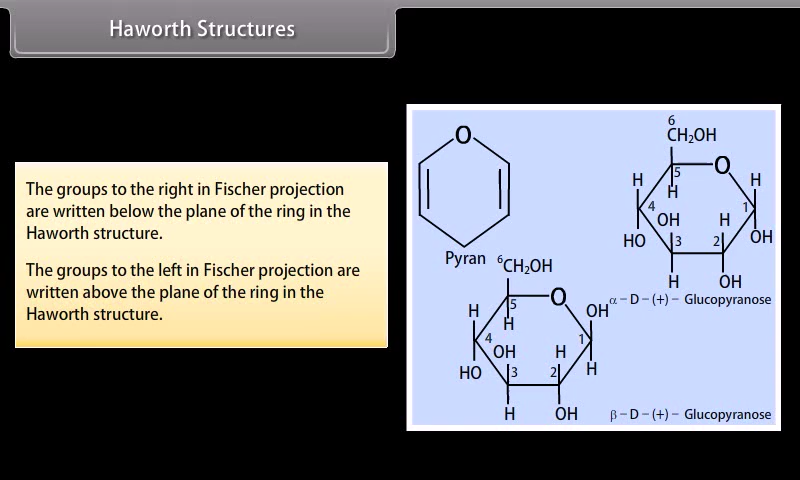 Haworth Structures
The groups to the right in Fischer projection
are written below the plane of the ring in the
Haworth structure.
The groups to the left in Fischer projection are
written above the plane of the ring in the
Haworth structure.
O
Pyran
6
CH₂OH
5
O
H
H
H
4
1
OH
H
HO
3
2
OH
H
OH
α – D – (+) – Glucopyranose
⁶CH₂OH
5
O
H
OH
H
4
1
OH
H
HO
3
2
H
H
OH
β – D – (+) – Glucopyranose